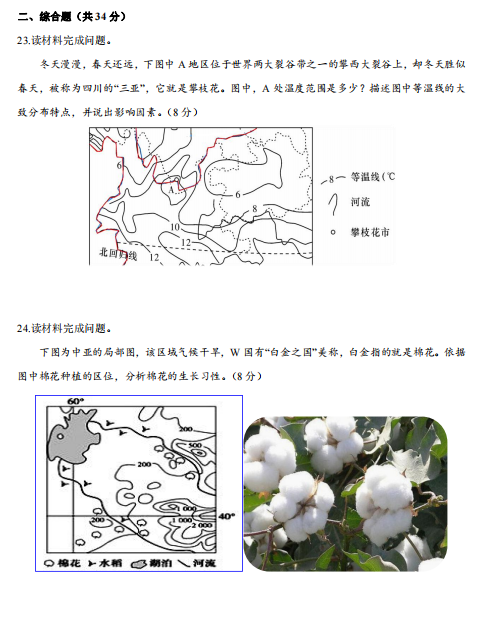 二、综合题（共 34 分）
23.读材料完成问题。
冬天漫漫，春天还远，下图中 A 地区位于世界两大裂谷带之一的攀西大裂谷上，却冬天胜似
春天，被称为四川的“三亚”，它就是攀枝花。图中，A 处温度范围是多少？描述图中等温线的大
致分布特点，并说出影响因素。（8 分）
6
A
6
8
10
12
北回归线 12
8 等温线(℃
河流
攀枝花市
24.读材料完成问题。
下图为中亚的局部图，该区域气候干旱，W 国有“白金之国”美称，白金指的就是棉花。依据
图中棉花种植的区位，分析棉花的生长习性。（8 分）
60°
200
500
200
1 000
200
1 000
2 000
40°
棉花 水稻 湖泊 河流